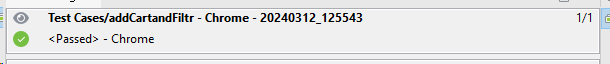 Test Cases/addCartandFiltr - Chrome - 20240312_125543 1/1
<Passed> - Chrome